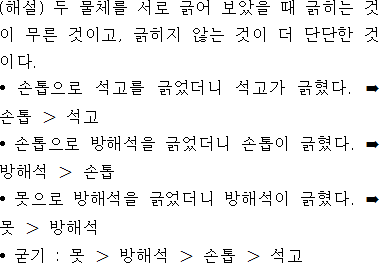 (해설) 두 물체를 서로 긁어 보았을 때 긁히는 것
이 무른 것이고, 긁히지 않는 것이 더 단단한 것
이다.
• 손톱으로 석고를 긁었더니 석고가 긁혔다. ➡
손톱 > 석고
• 손톱으로 방해석을 긁었더니 손톱이 긁혔다. ➡
방해석 > 손톱
• 못으로 방해석을 긁었더니 방해석이 긁혔다. ➡
못 > 방해석
• 굳기 : 못 > 방해석 > 손톱 > 석고